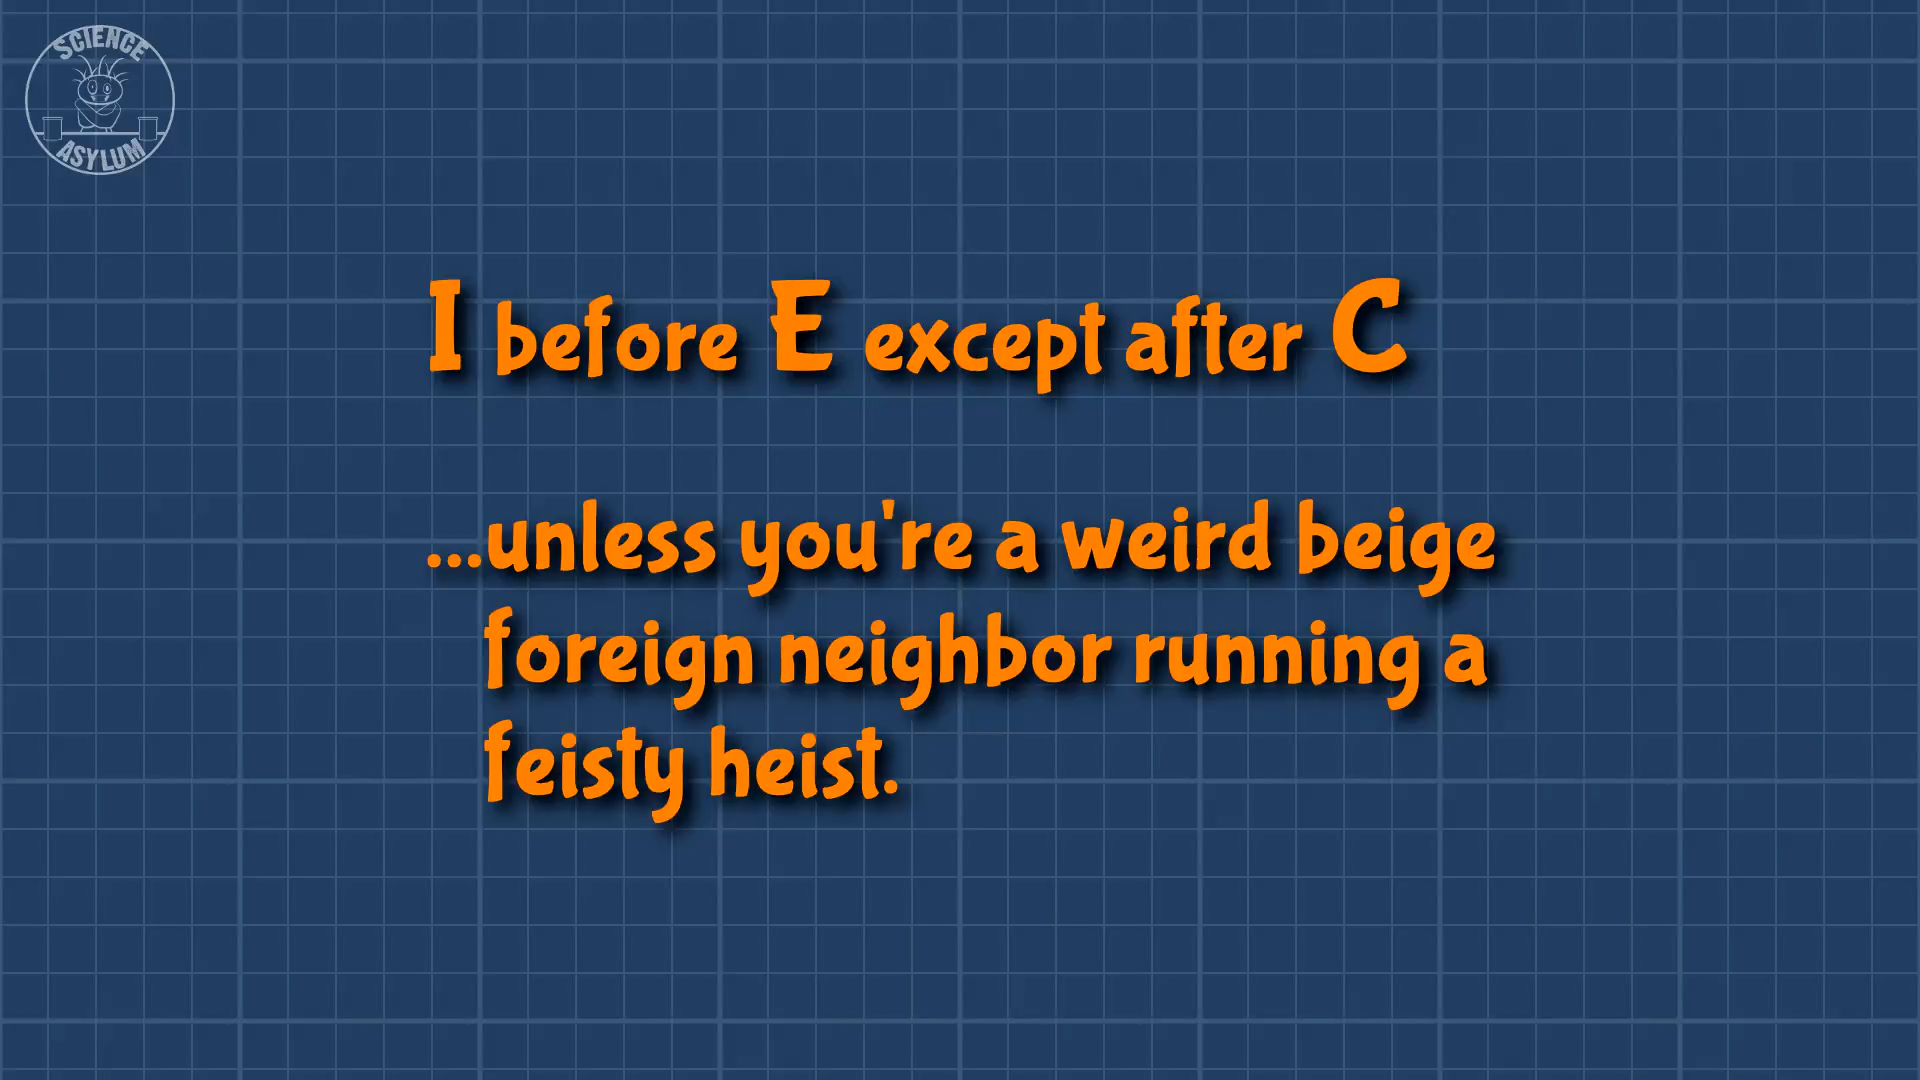 SCIENCE
ASYLUM
I before E except after C
...unless you're a weird beige
foreign neighbor running a
feisty heist.